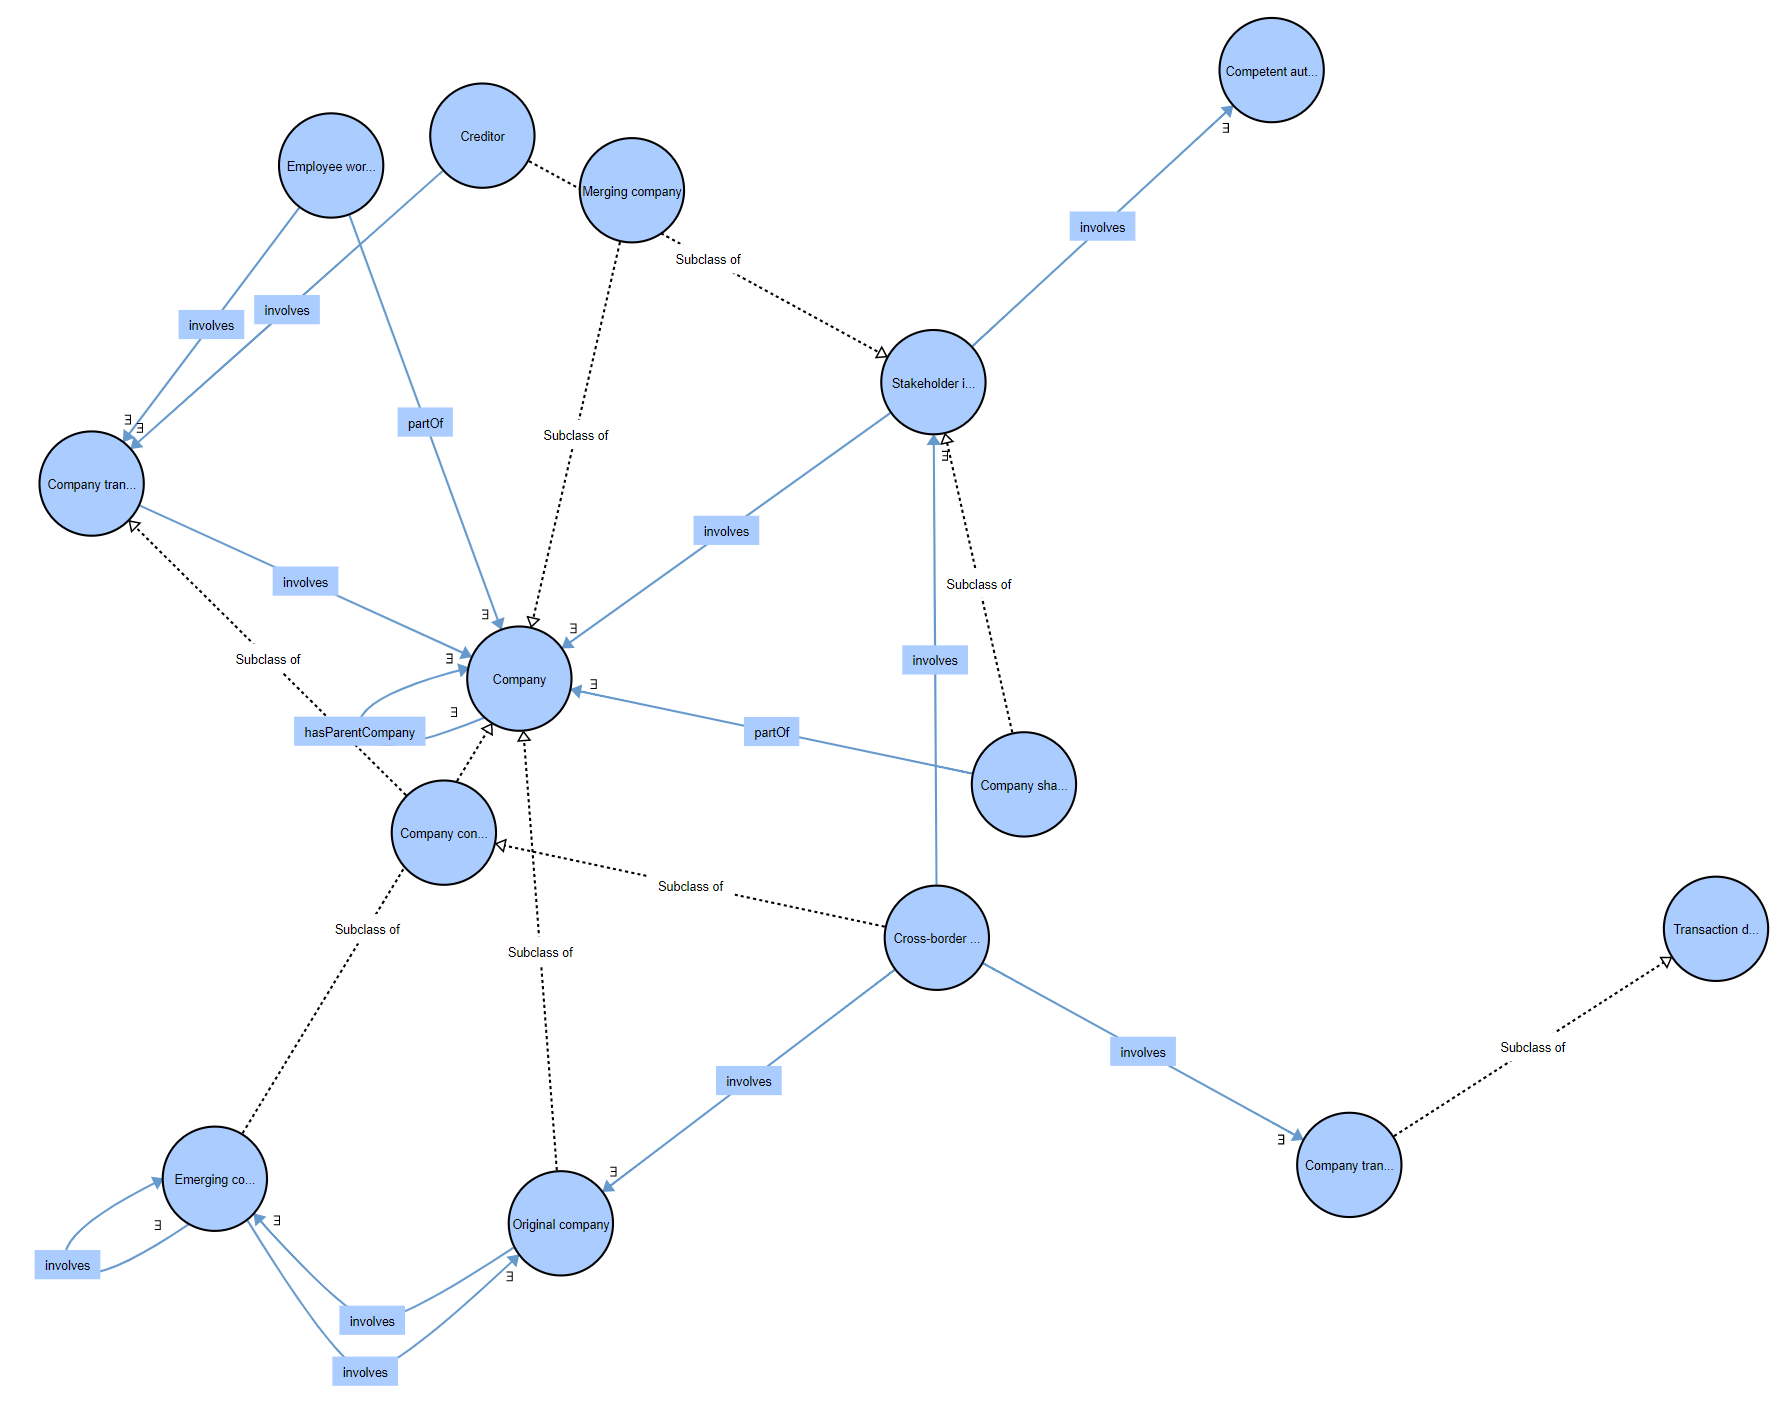 Competent aut...
Creditor
Employee wor...
Merging company
involves
Subclass of
involves
involves
Stakeholder i...
partOf
Subclass of
∃
∃
∃
∃
Company tran...
involves
involves
Subclass of
∃
∃
Subclass of
involves
∃
Company
∃
hasParentCompany
∃
partOf
Company sha...
Company con...
Subclass of
Subclass of
Transaction d...
Cross-border ...
Subclass of
Subclass of
involves
involves
∃
Company tran...
∃
Emerging co...
Original company
∃
∃
involves
∃
involves
involves